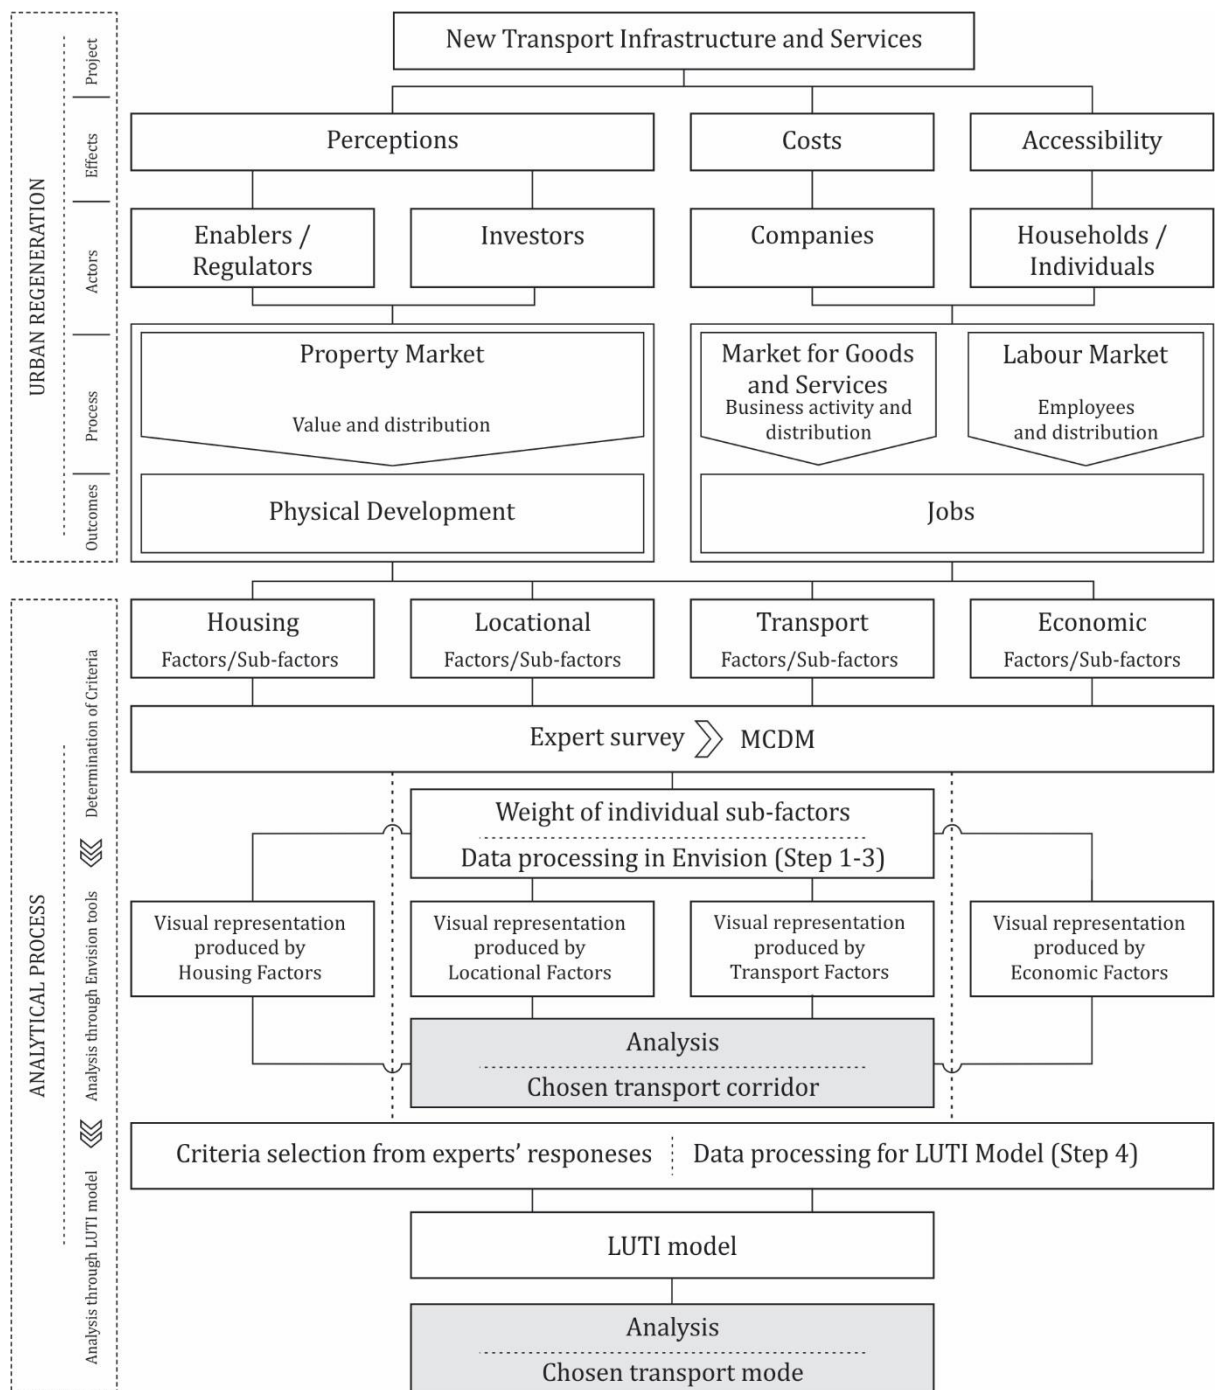 New Transport Infrastructure and Services
Perceptions
Costs
Accessibility
Enablers /
Regulators
Investors
Companies
Households /
Individuals
Property Market
Value and distribution
Market for Goods
and Services
Business activity and
distribution
Labour Market
Employees
and distribution
Physical Development
Jobs
URBAN REGENERATION
Project
Effects
Actors
Process
Outcomes
Housing
Factors/Sub-factors
Locational
Factors/Sub-factors
Transport
Factors/Sub-factors
Economic
Factors/Sub-factors
Expert survey
MCDM
Weight of individual sub-factors
Data processing in Envision (Step 1-3)
Visual representation
produced by
Housing Factors
Visual representation
produced by
Locational Factors
Visual representation
produced by
Transport Factors
Visual representation
produced by
Economic Factors
Analysis
Chosen transport corridor
Criteria selection from experts’ responeses
Data processing for LUTI Model (Step 4)
LUTI model
Analysis
Chosen transport mode
ANALYTICAL PROCESS
Determination of Criteria
Analysis through Envision tools
Analysis through LUTI model